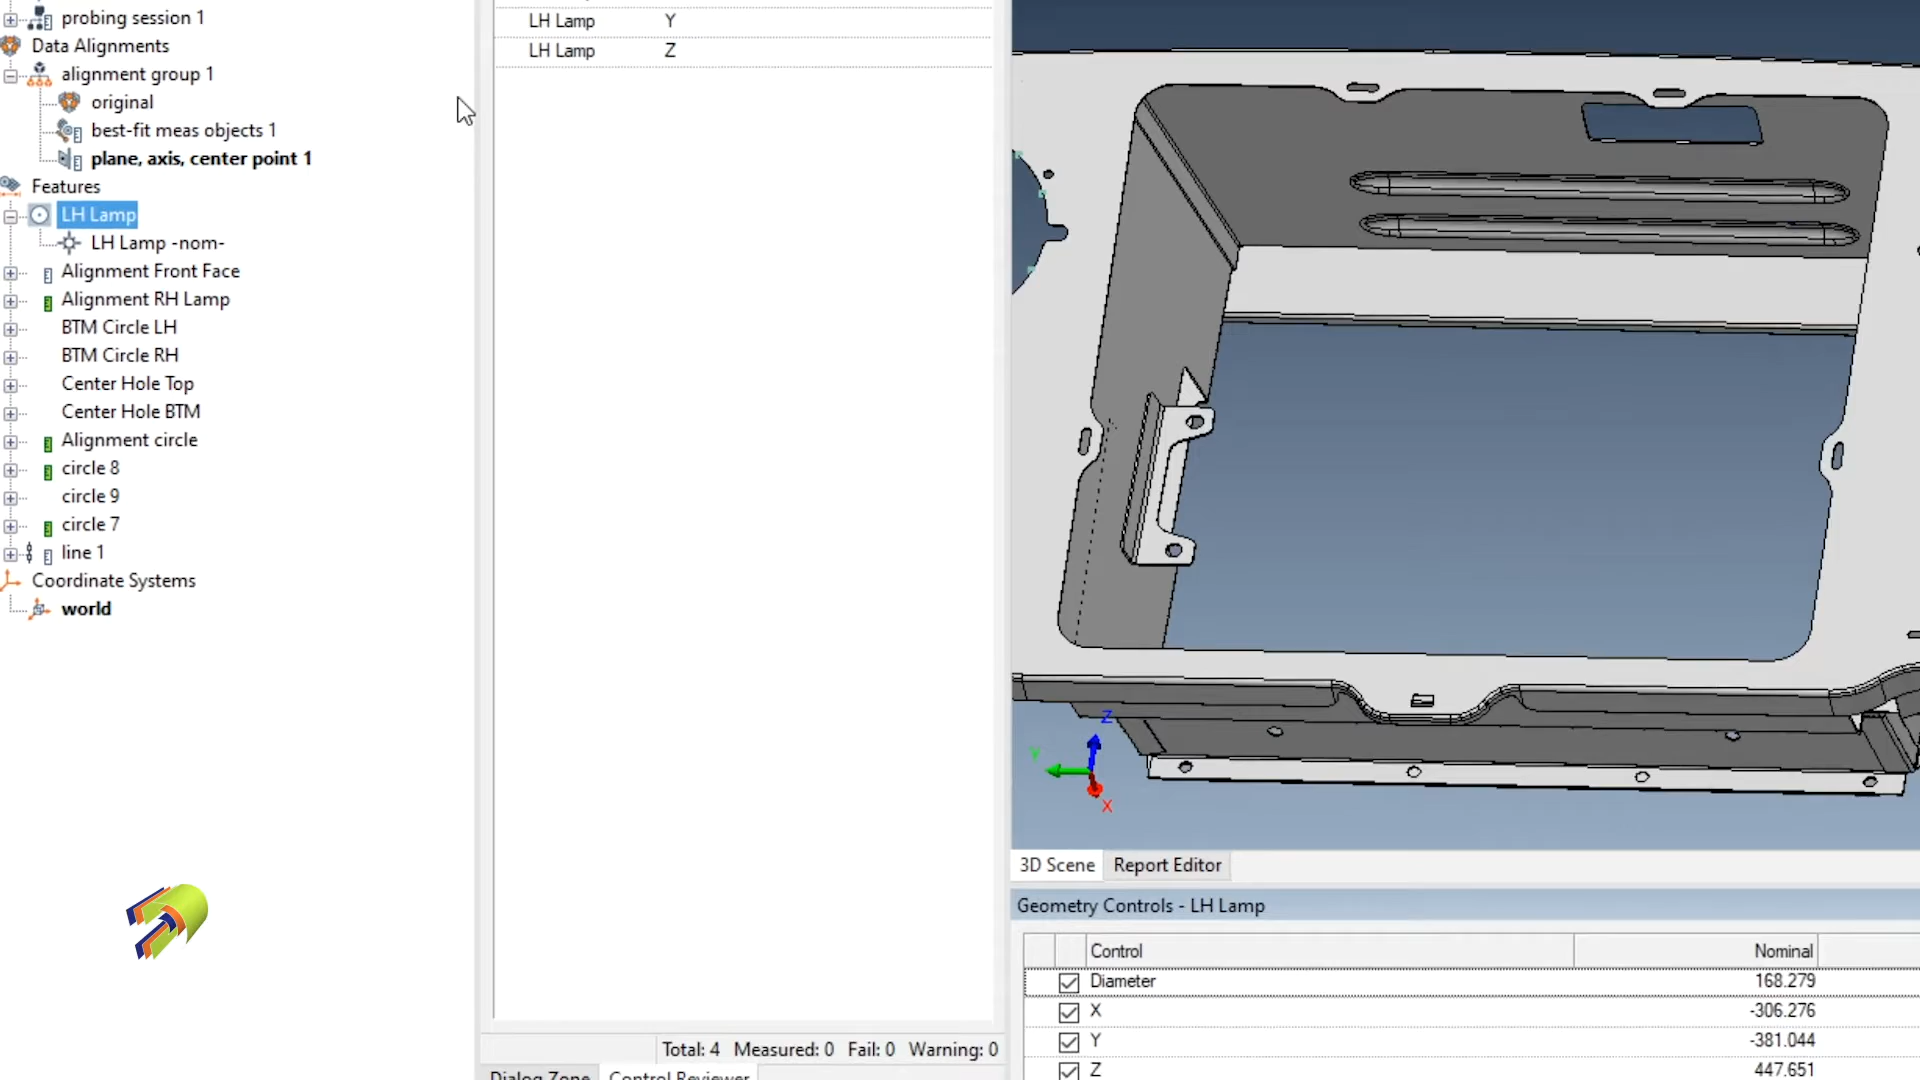 probing session 1
Data Alignments
alignment group 1
original
best-fit meas objects 1
plane, axis, center point 1
Features
LH Lamp
LH Lamp -nom-
Alignment Front Face
Alignment RH Lamp
BTM Circle LH
BTM Circle RH
Center Hole Top
Center Hole BTM
Alignment circle
circle 8
circle 9
circle 7
line 1
Coordinate Systems
world
LH Lamp Y
LH Lamp Z
Total: 4 Measured: 0 Fail: 0 Warning: 0
Dialog Zone Control Reviewer
Z
Y
X
3D Scene Report Editor
Geometry Controls - LH Lamp
Control Nominal
Diameter 168.279
X -306.276
Y -381.044
Z 447.651